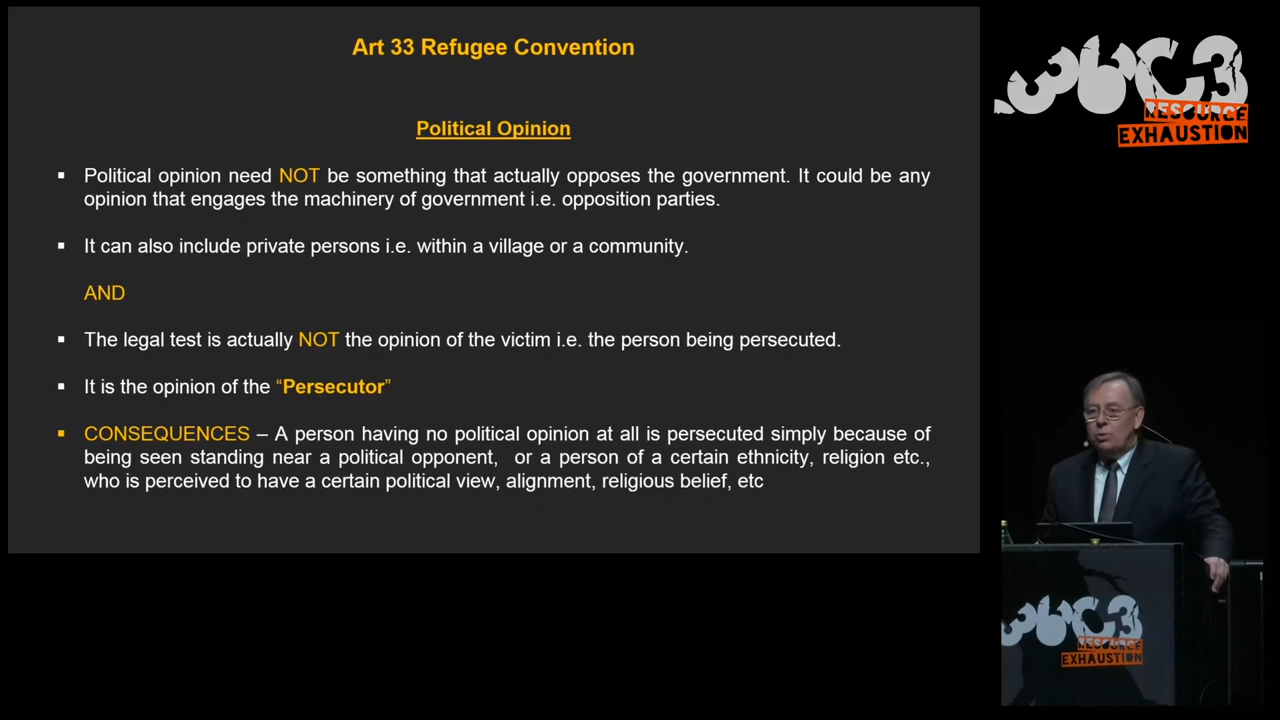 Art 33 Refugee Convention
Political Opinion
▪ Political opinion need NOT be something that actually opposes the government. It could be any
opinion that engages the machinery of government i.e. opposition parties.
▪ It can also include private persons i.e. within a village or a community.
AND
▪ The legal test is actually NOT the opinion of the victim i.e. the person being persecuted.
▪ It is the opinion of the “Persecutor”
▪ CONSEQUENCES – A person having no political opinion at all is persecuted simply because of
being seen standing near a political opponent, or a person of a certain ethnicity, religion etc.,
who is perceived to have a certain political view, alignment, religious belief, etc
36C3
RESOURCE
EXHAUSTION
36C3
RESOURCE
EXHAUSTION